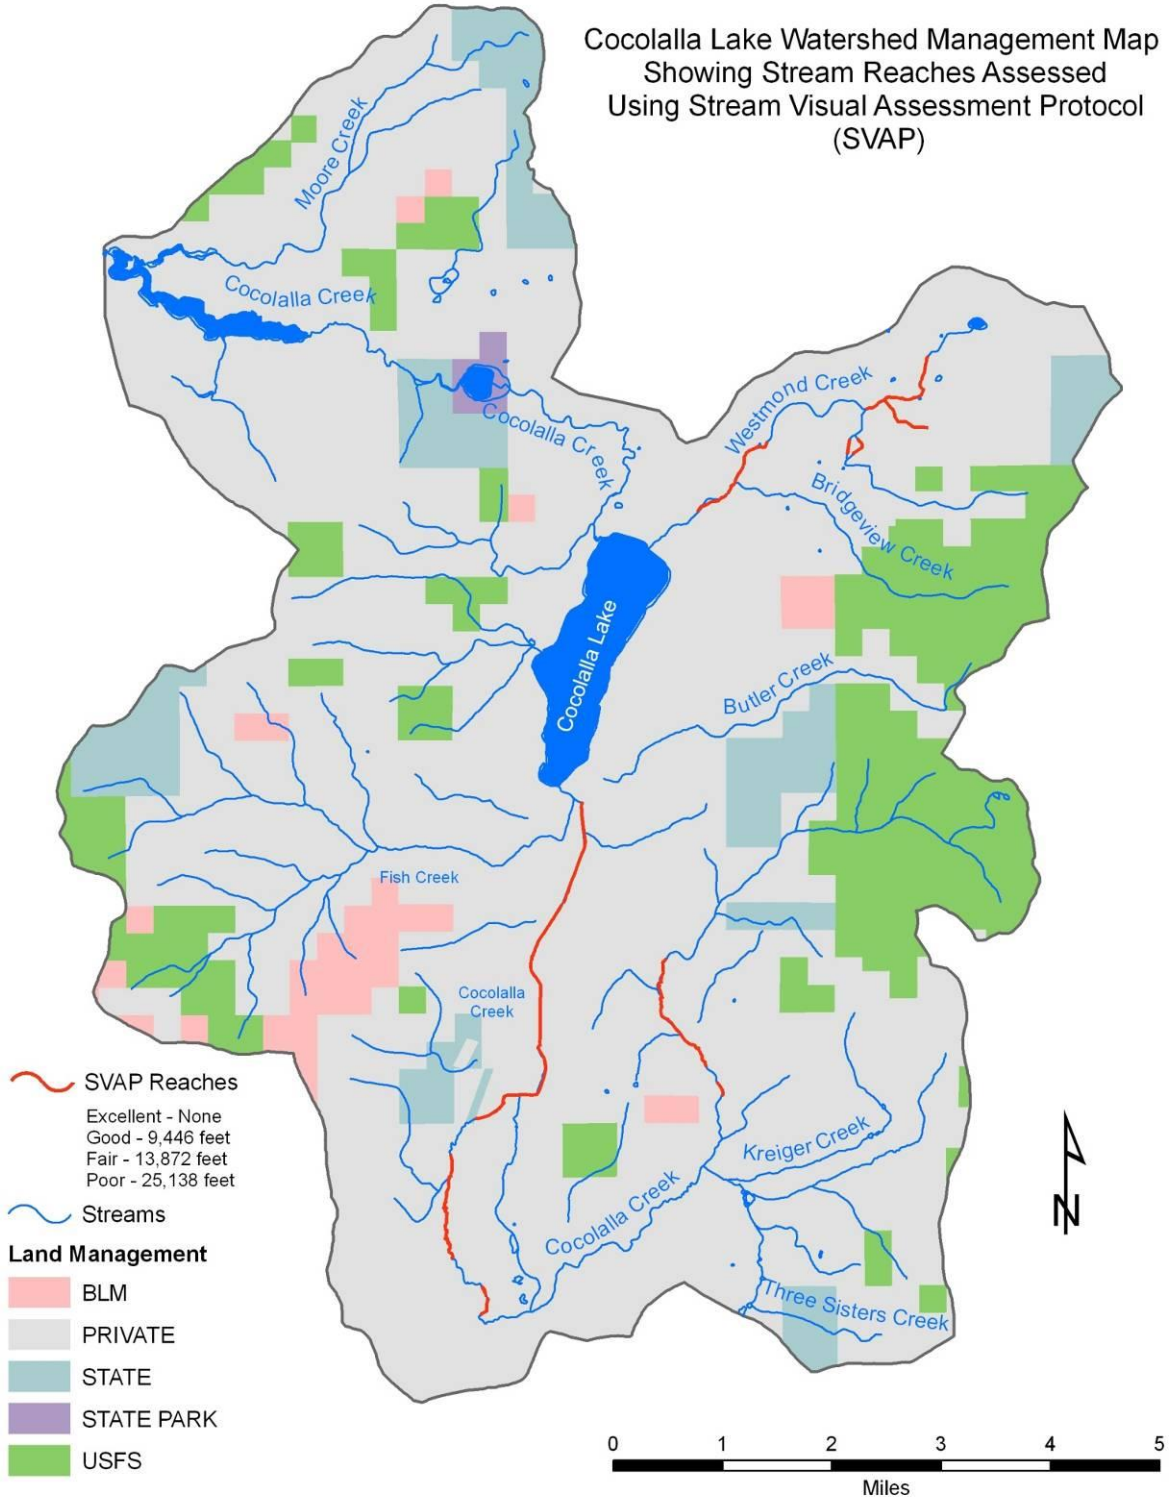 Cocolalla Lake Watershed Management Map
Showing Stream Reaches Assessed
Using Stream Visual Assessment Protocol
(SVAP)
Moore Creek
Cocolalla Creek
Cocolalla Creek
Westmond Creek
Bridgeview Creek
Cocolalla Lake
Butler Creek
Fish Creek
Cocolalla
Creek
Kreiger Creek
Cocolalla Creek
Three Sisters Creek
SVAP Reaches
Excellent - None
Good - 9,446 feet
Fair - 13,872 feet
Poor - 25,138 feet
Streams
Land Management
BLM
PRIVATE
STATE
STATE PARK
USFS
N
0 1 2 3 4 5
Miles